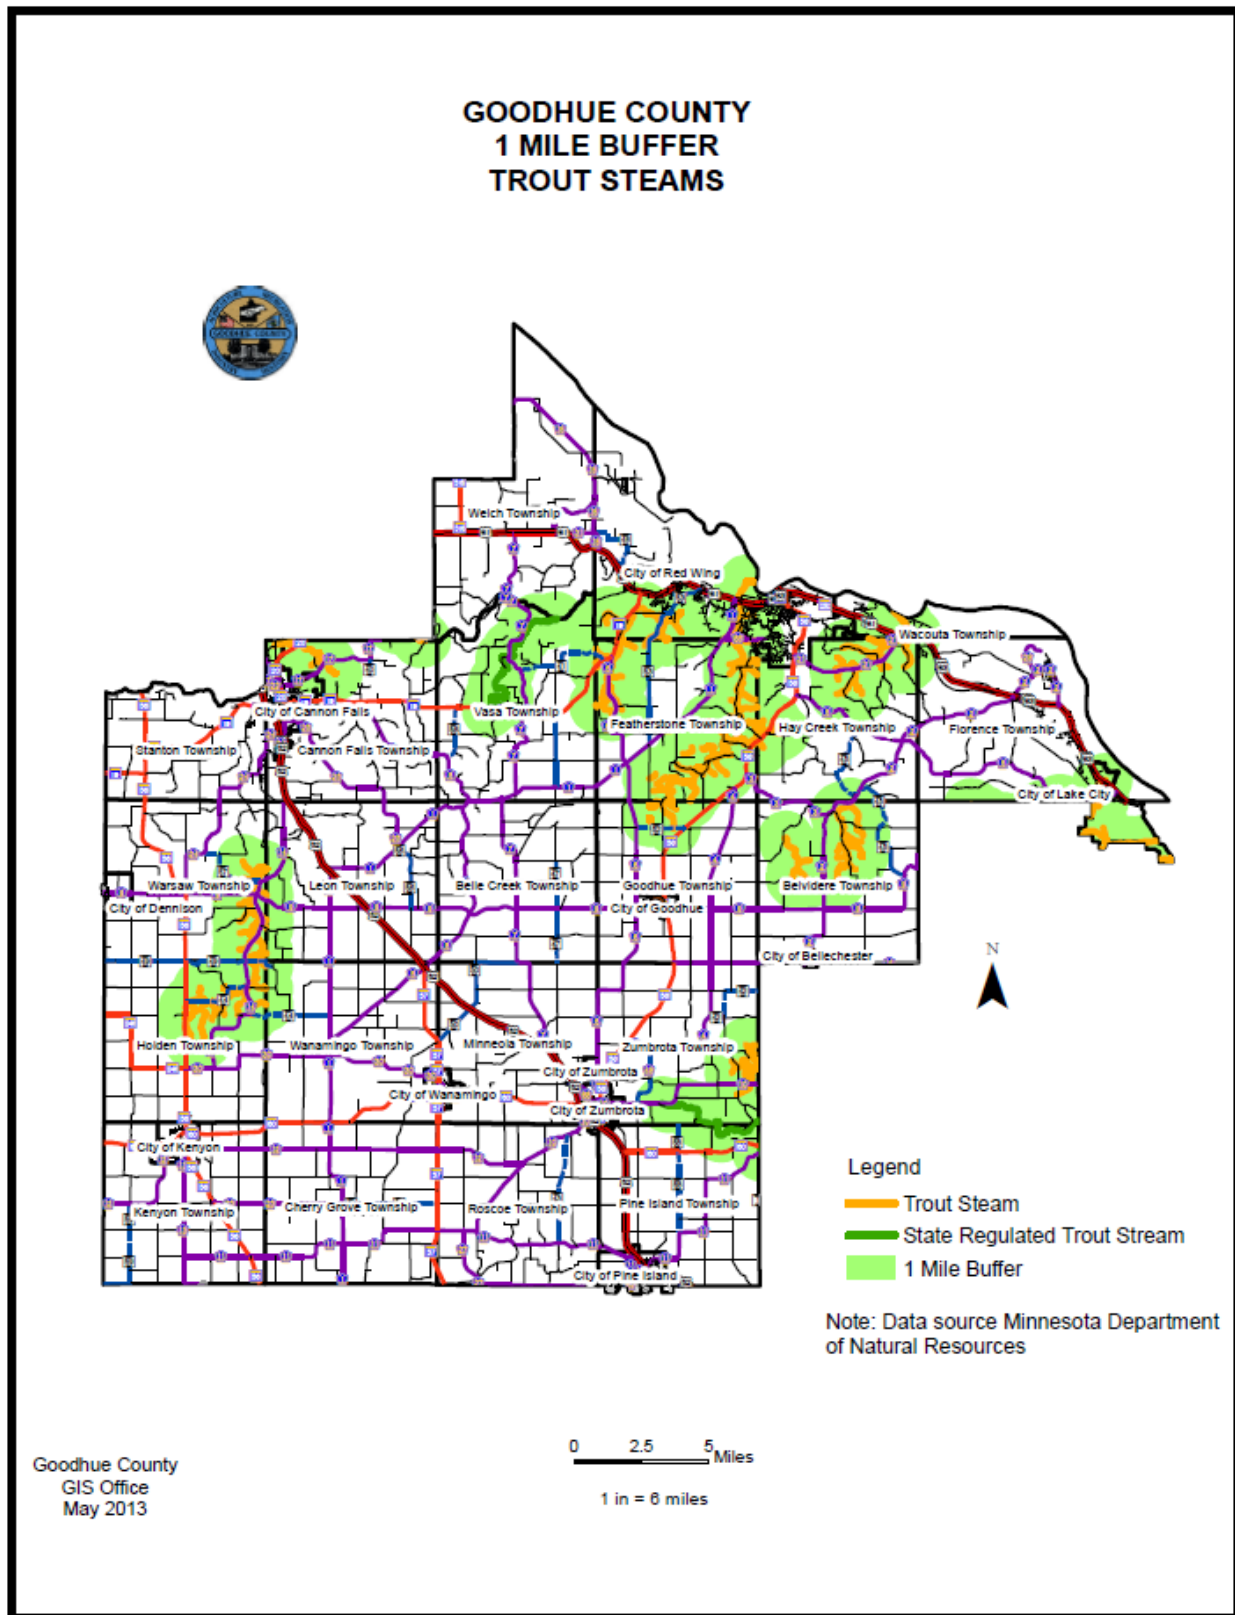 GOODHUE COUNTY
1 MILE BUFFER
TROUT STEAMS
GOODHUE COUNTY
Welch Township
City of Red Wing
Wacouta Township
City of Cannon Falls
Vasa Township
Featherstone Township
Hay Creek Township
Florence Township
Stanton Township
Cannon Falls Township
City of Lake City
Warsaw Township
Leon Township
Belle Creek Township
Goodhue Township
Belvidere Township
City of Dennison
City of Goodhue
City of Bellechester
N
Holden Township
Wanamingo Township
Minneola Township
Zumbrota Township
City of Zumbrota
City of Wanamingo
City of Zumbrota
City of Kenyon
Kenyon Township
Cherry Grove Township
Roscoe Township
Pine Island Township
City of Pine Island
Legend
Trout Steam
State Regulated Trout Stream
1 Mile Buffer
Note: Data source Minnesota Department
of Natural Resources
0 2.5 5 Miles
1 in = 6 miles
Goodhue County
GIS Office
May 2013